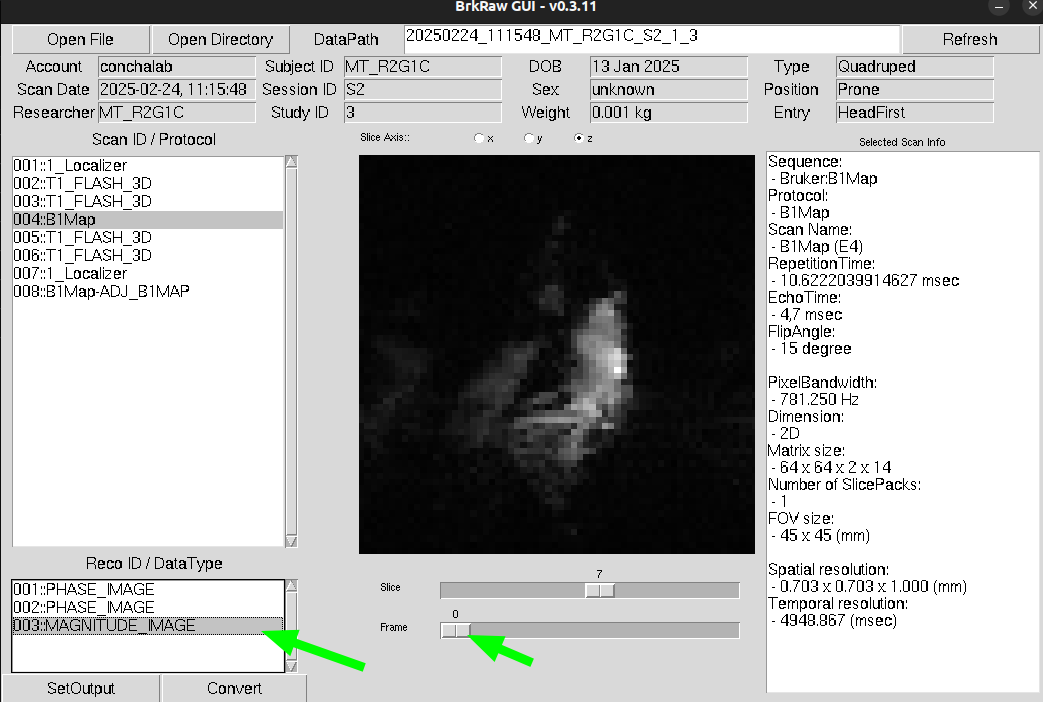 BrkRaw GUI - v0.3.11
Open File Open Directory DataPath 20250224_111548_MT_R2G1C_S2_1_3 Refresh
Account conchalab Subject ID MT_R2G1C DOB 13 Jan 2025 Type Quadruped
Scan Date 2025-02-24, 11:15:48 Session ID S2 Sex unknown Position Prone
Researcher MT_R2G1C Study ID 3 Weight 0.001 kg Entry HeadFirst
Scan ID / Protocol
001::1_Localizer
002::T1_FLASH_3D
003::T1_FLASH_3D
004::B1Map
005::T1_FLASH_3D
006::T1_FLASH_3D
007::1_Localizer
008::B1Map-ADJ_B1MAP
Reco ID / DataType
001::PHASE_IMAGE
002::PHASE_IMAGE
003::MAGNITUDE_IMAGE
SetOutput Convert
Slice Axis:: x y z
Slice 7
Frame 0
Selected Scan Info
Sequence:
- Bruker:B1Map
Protocol:
- B1Map
Scan Name:
- B1Map (E4)
RepetitionTime:
- 10.6222039914627 msec
EchoTime:
- 4,7 msec
FlipAngle:
- 15 degree
PixelBandwidth:
- 781.250 Hz
Dimension:
- 2D
Matrix size:
- 64 x 64 x 2 x 14
Number of SlicePacks:
- 1
FOV size:
- 45 x 45 (mm)
Spatial resolution:
- 0.703 x 0.703 x 1.000 (mm)
Temporal resolution:
- 4948.867 (msec)